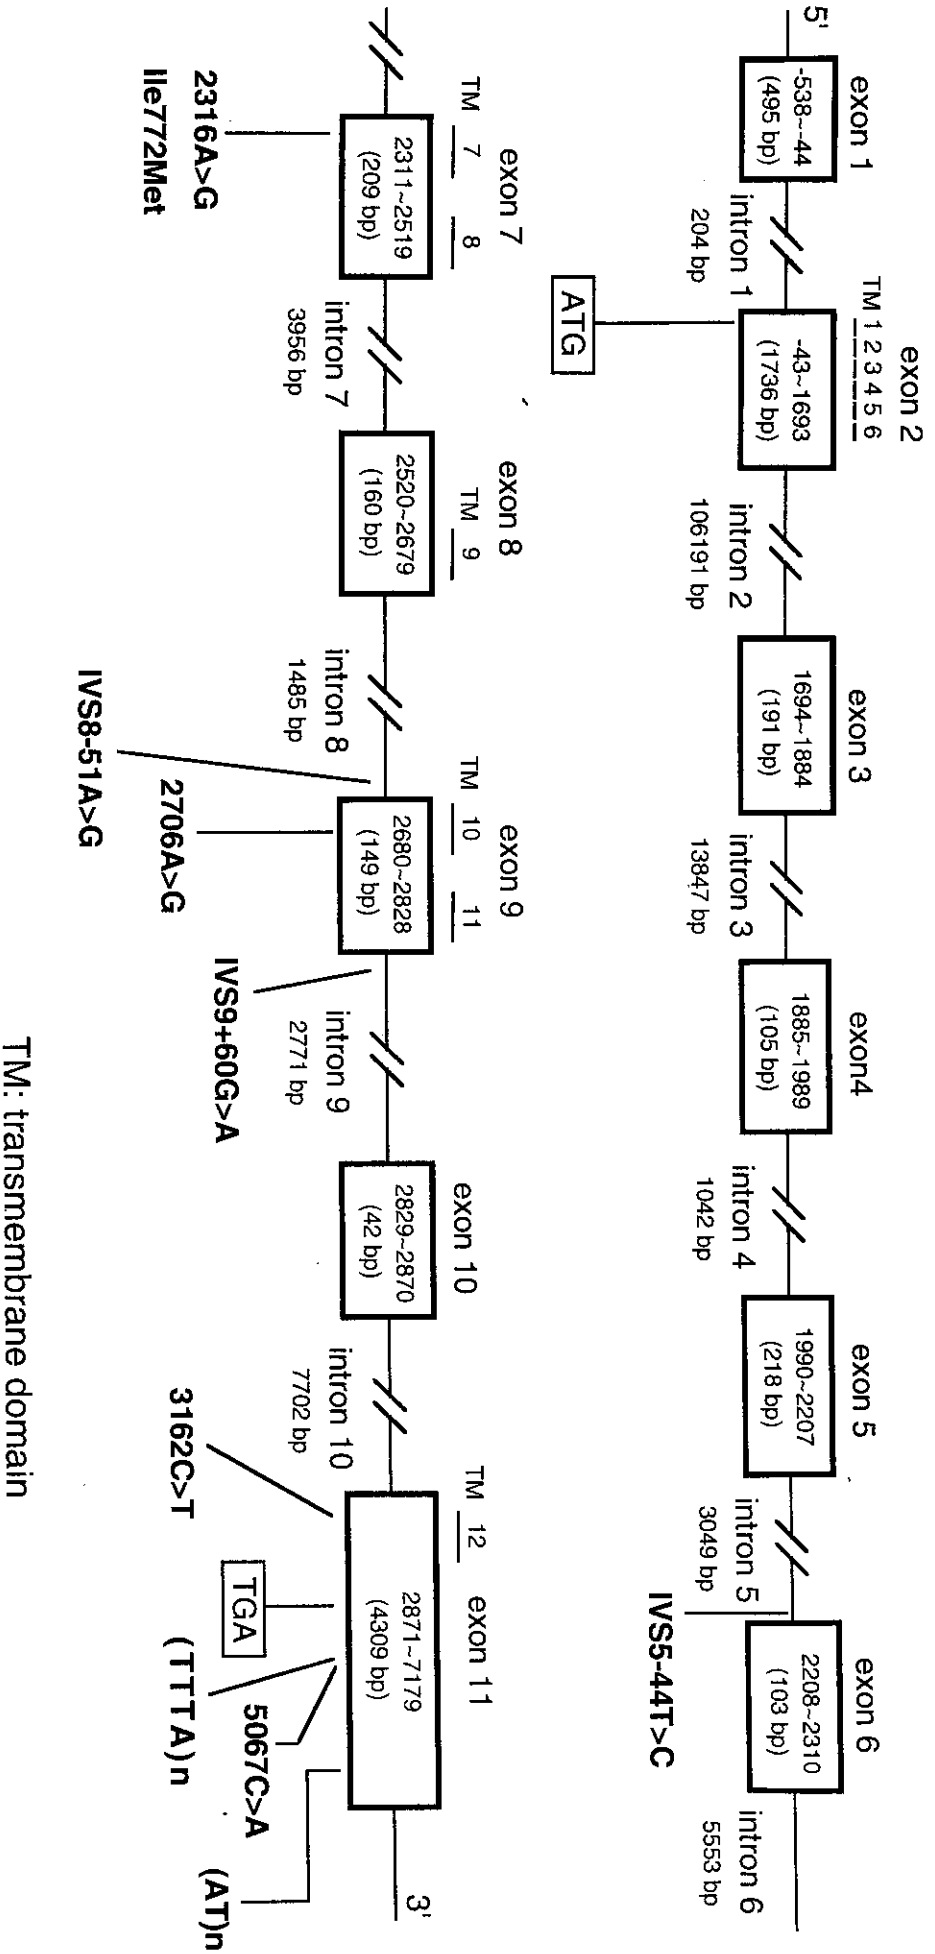 exon 1
exon 2
exon 3
exon4
exon 5
exon 6
TM 1 2 3 4 5 6
5'
-538~-44
(495 bp)
-43~1693
(1736 bp)
1694~1884
(191 bp)
1885~1989
(105 bp)
1990~2207
(218 bp)
2208~2310
(103 bp)
intron 1
204 bp
intron 2
106191 bp
intron 3
13847 bp
intron 4
1042 bp
intron 5
3049 bp
intron 6
5553 bp
ATG
IVS5-44T>C
exon 7
exon 8
exon 9
exon 10
exon 11
TM 7 8
TM 9
TM 10 11
TM 12
2311~2519
(209 bp)
2520~2679
(160 bp)
2680~2828
(149 bp)
2829~2870
(42 bp)
2871~7179
(4309 bp)
3'
intron 7
3956 bp
intron 8
1485 bp
intron 9
2771 bp
intron 10
7702 bp
2316A>G
Ile772Met
IVS8-51A>G
2706A>G
IVS9+60G>A
3162C>T
TGA
(TTTA)n
5067C>A
(AT)n
TM: transmembrane domain